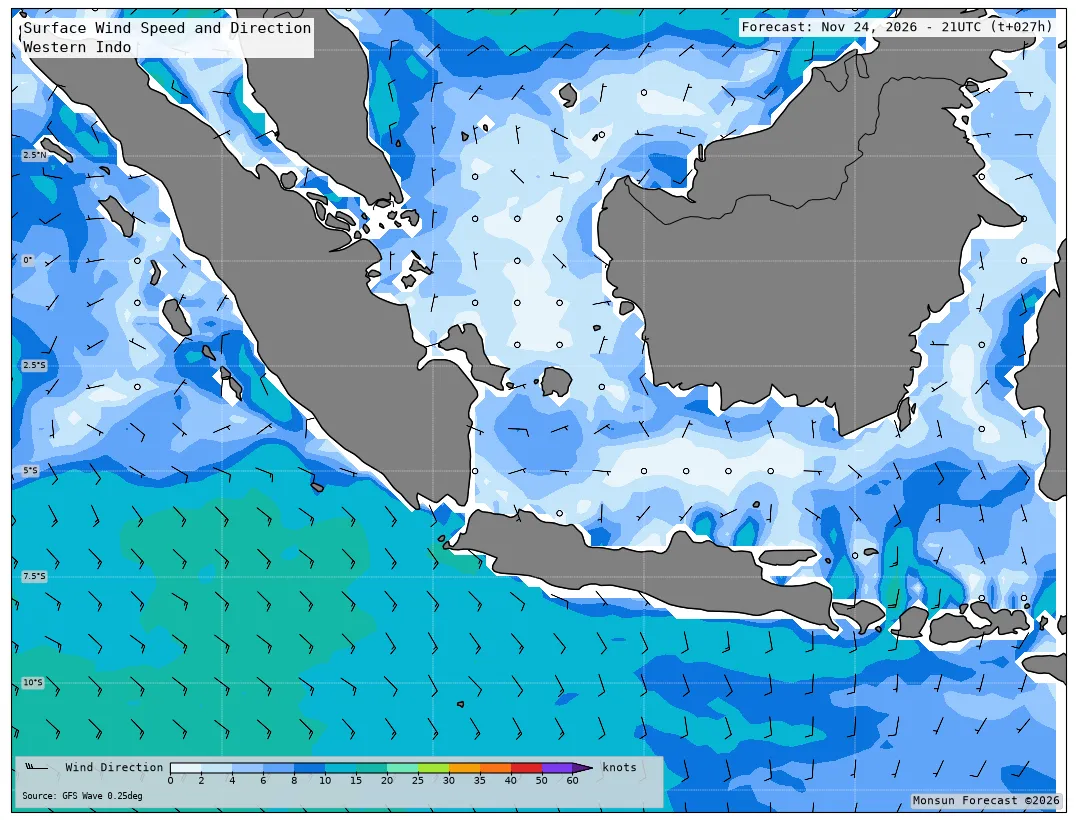 Surface Wind Speed and Direction
Western Indo
Forecast: Nov 24, 2026 - 21UTC (t+027h)
2.5°N
0°
2.5°S
5°S
7.5°S
10°S
Wind Direction
0 2 4 6 8 10 15 20 25 30 35 40 50 60
knots
Source: GFS Wave 0.25deg
Monsun Forecast ©2026